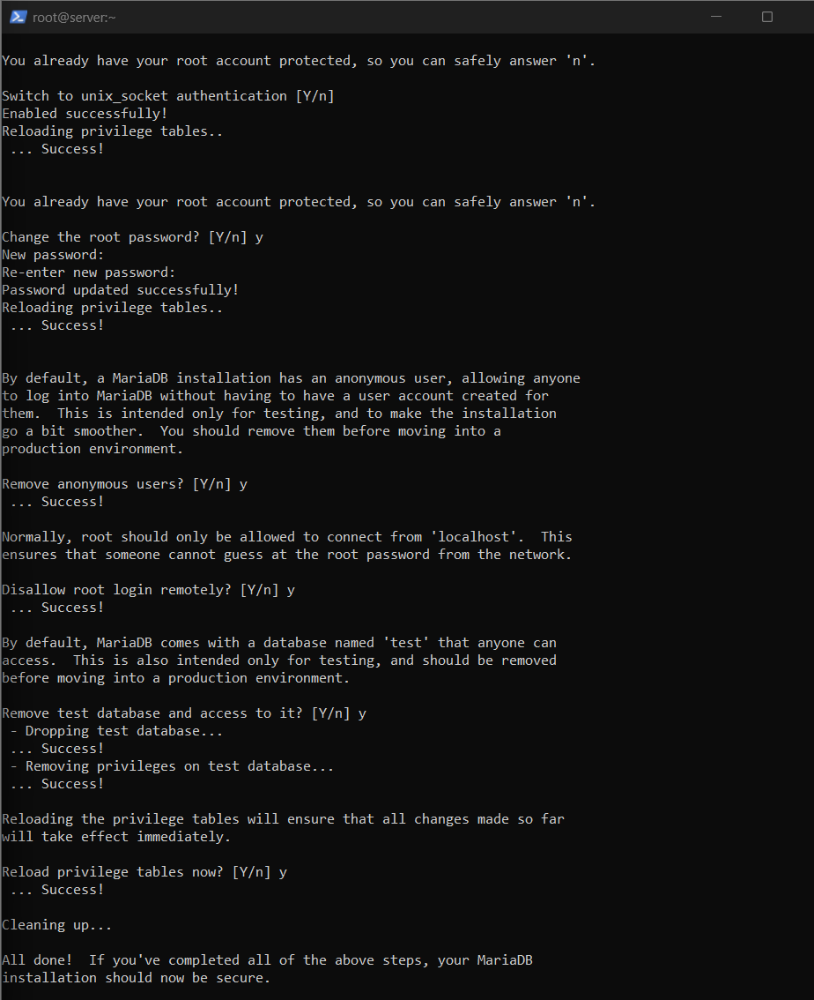 root@server:~
You already have your root account protected, so you can safely answer 'n'.
Switch to unix_socket authentication [Y/n]
Enabled successfully!
Reloading privilege tables..
 ... Success!
You already have your root account protected, so you can safely answer 'n'.
Change the root password? [Y/n] y
New password:
Re-enter new password:
Password updated successfully!
Reloading privilege tables..
 ... Success!
By default, a MariaDB installation has an anonymous user, allowing anyone
to log into MariaDB without having to have a user account created for
them.  This is intended only for testing, and to make the installation
go a bit smoother.  You should remove them before moving into a
production environment.
Remove anonymous users? [Y/n] y
 ... Success!
Normally, root should only be allowed to connect from 'localhost'.  This
ensures that someone cannot guess at the root password from the network.
Disallow root login remotely? [Y/n] y
 ... Success!
By default, MariaDB comes with a database named 'test' that anyone can
access.  This is also intended only for testing, and should be removed
before moving into a production environment.
Remove test database and access to it? [Y/n] y
 - Dropping test database...
 ... Success!
 - Removing privileges on test database...
 ... Success!
Reloading the privilege tables will ensure that all changes made so far
will take effect immediately.
Reload privilege tables now? [Y/n] y
 ... Success!
Cleaning up...
All done!  If you've completed all of the above steps, your MariaDB
installation should now be secure.